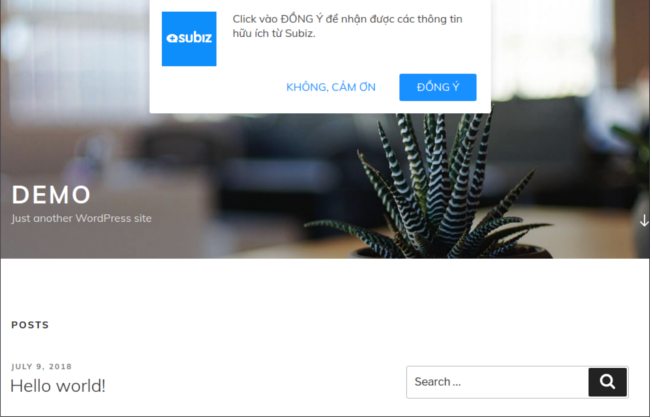 subiz
Click vào ĐỒNG Ý để nhận được các thông tin
hữu ích từ Subiz.
KHÔNG, CẢM ƠN
ĐỒNG Ý
DEMO
Just another WordPress site
POSTS
JULY 9, 2018
Hello world!
Search ...